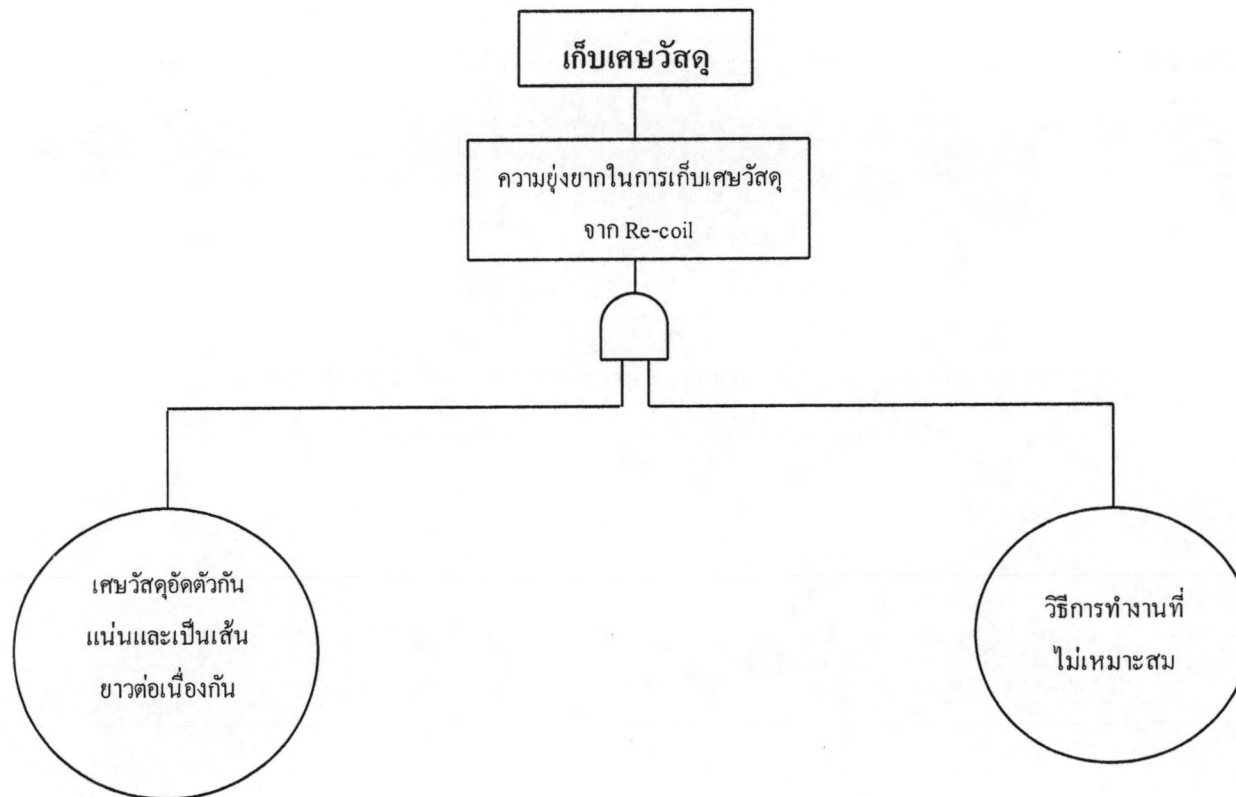 เก็บเศษวัสดุ
ความยุ่งยากในการเก็บเศษวัสดุ
จาก Re-coil
เศษวัสดุอัดตัวกัน
แน่นและเป็นเส้น
ยาวต่อเนื่องกัน
วิธีการทำงานที่
ไม่เหมาะสม